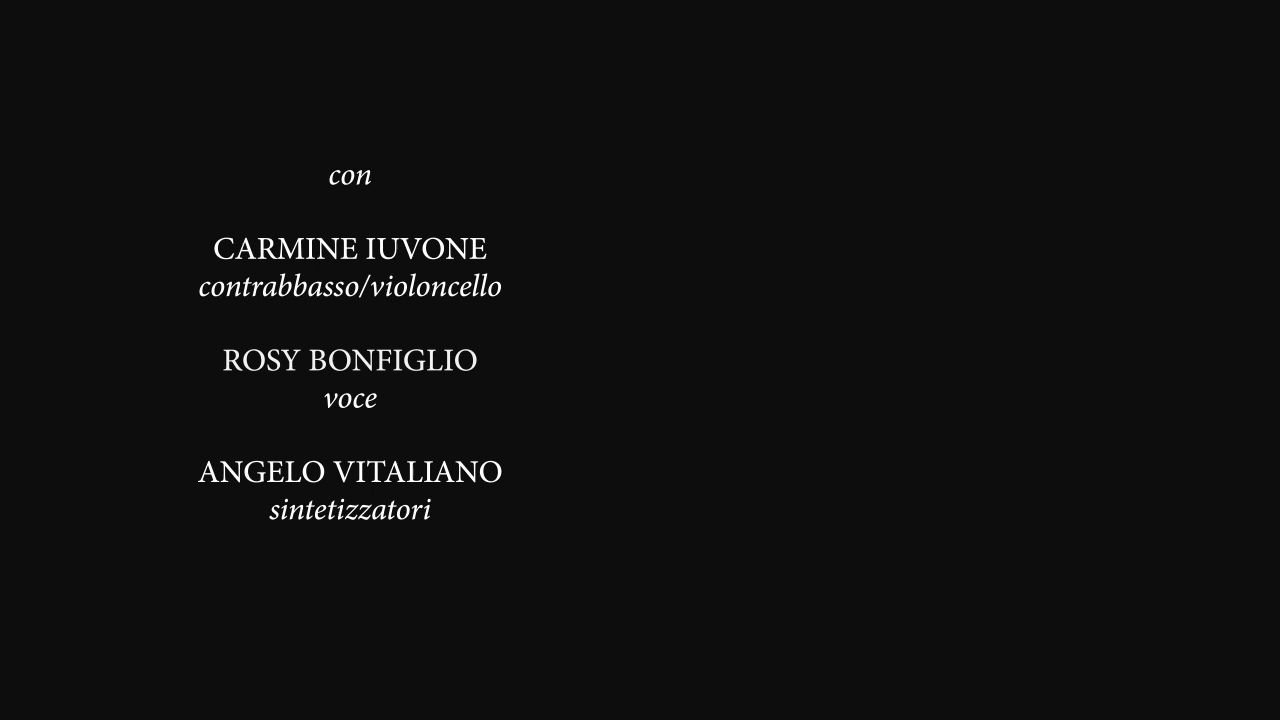 con
CARMINE IUVONE
contrabbasso/violoncello
ROSY BONFIGLIO
voce
ANGELO VITALIANO
sintetizzatori